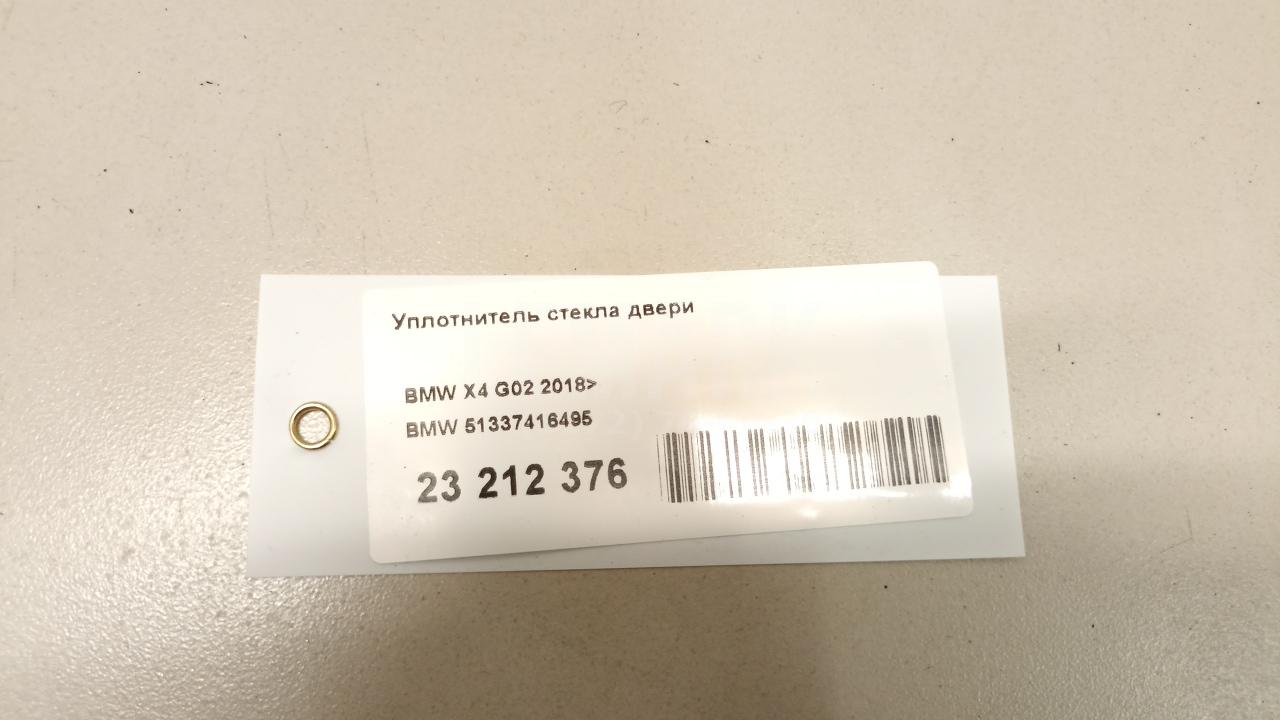 Уплотнитель стекла двери
BMW X4 G02 2018>
BMW 51337416495
23 212 376